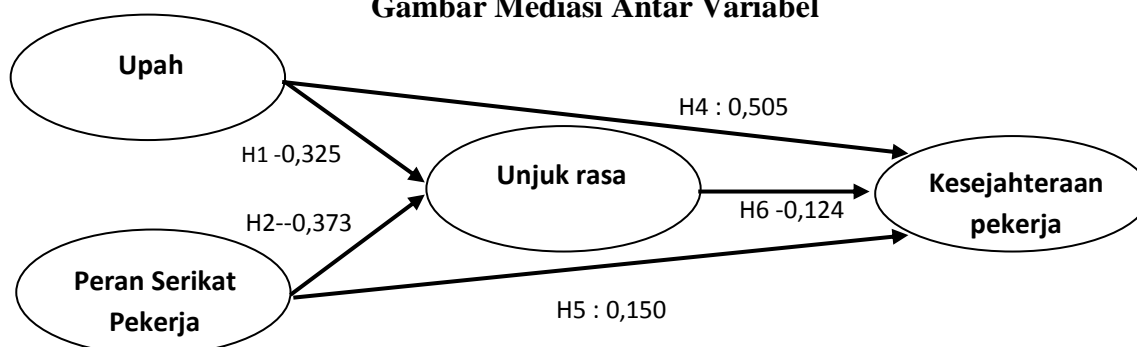 Gambar Mediasi Antar Variabel
Upah
H4 : 0,505
H1 -0,325
Unjuk rasa
Kesejahteraan
pekerja
H6 -0,124
H2--0,373
Peran Serikat
Pekerja
H5 : 0,150